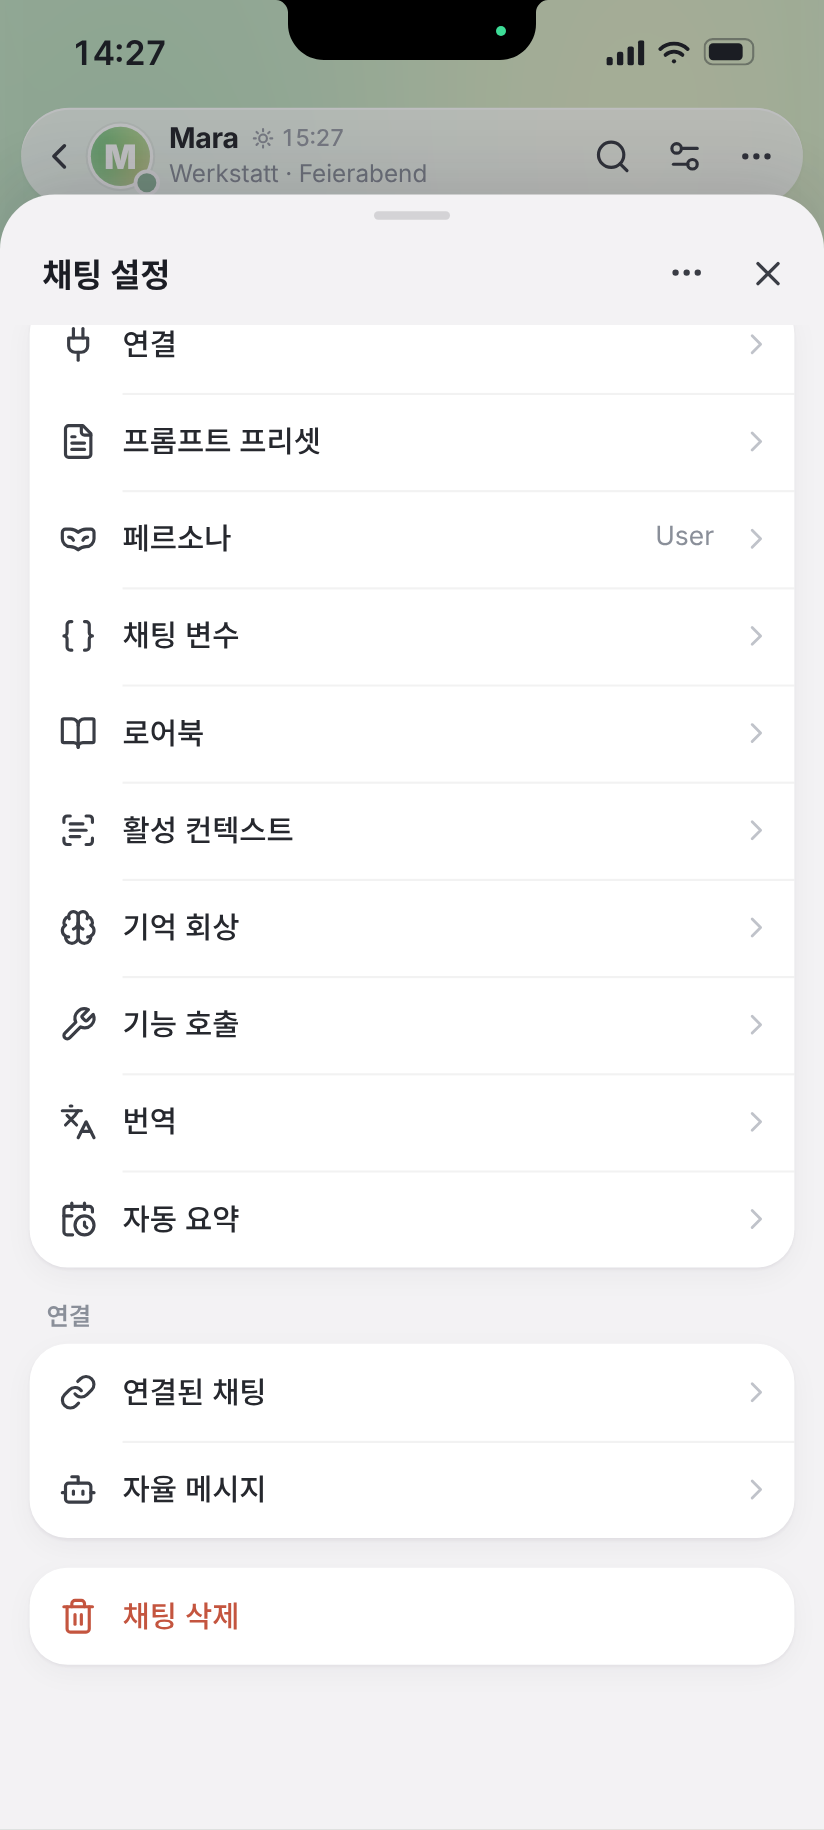 14:27
Mara 15:27
Werkstatt · Feierabend
채팅 설정
연결
프롬프트 프리셋
페르소나 User
채팅 변수
로어북
활성 컨텍스트
기억 회상
기능 호출
번역
자동 요약
연결
연결된 채팅
자율 메시지
채팅 삭제